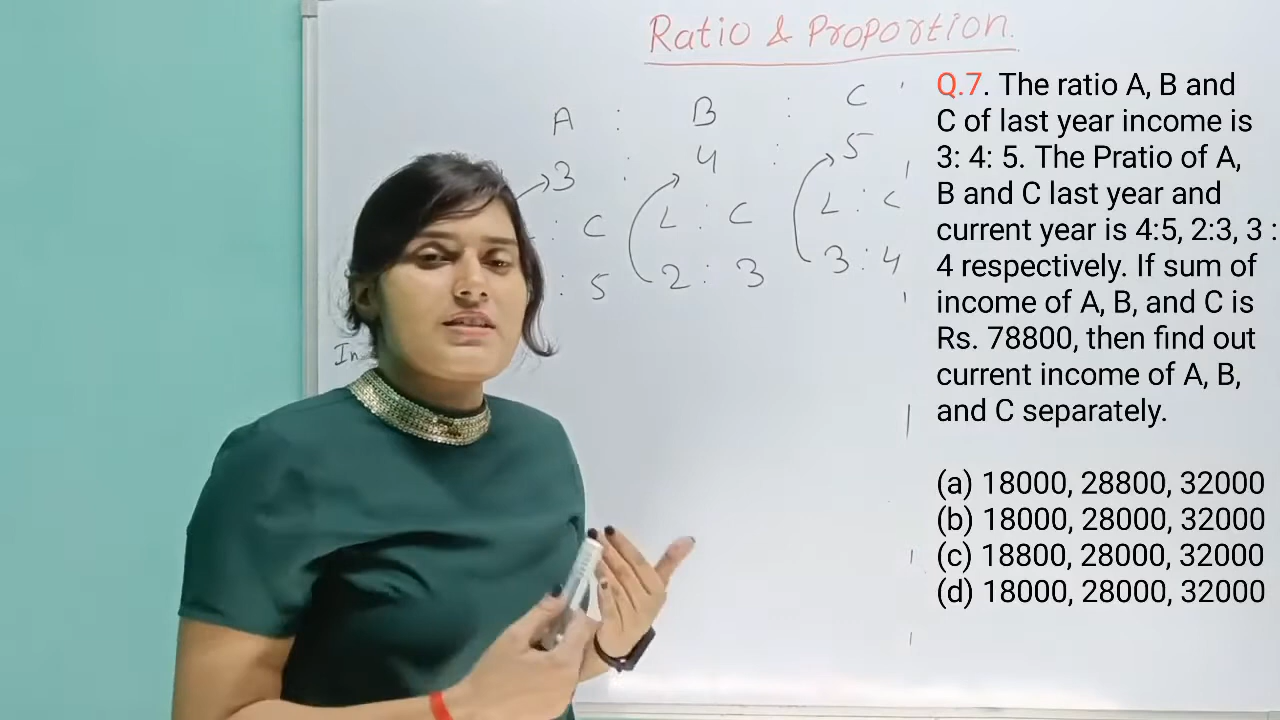 Ratio & Proportion.
A : B : C
3 : 4 : 5
: C L : C L : C
: 5 2 : 3 3 : 4
In
Q.7. The ratio A, B and
C of last year income is
3: 4: 5. The Pratio of A,
B and C last year and
current year is 4:5, 2:3, 3 :
4 respectively. If sum of
income of A, B, and C is
Rs. 78800, then find out
current income of A, B,
and C separately.
(a) 18000, 28800, 32000
(b) 18000, 28000, 32000
(c) 18800, 28000, 32000
(d) 18000, 28000, 32000